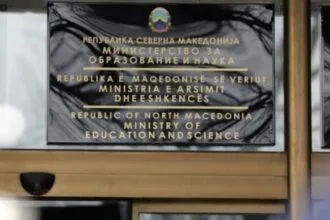 РЕПУБЛИКА СЕВЕРНА МАКЕДОНИЈА
МИНИСТЕРСТВО ЗА
ОБРАЗОВАНИЕ И НАУКА
REPUBLIKA E MAQEDONISË SË VERIUT
MINISTRIA E ARSIMIT
DHE ESHKENCËS
REPUBLIC OF NORTH MACEDONIA
MINISTRY OF
EDUCATION AND SCIENCE